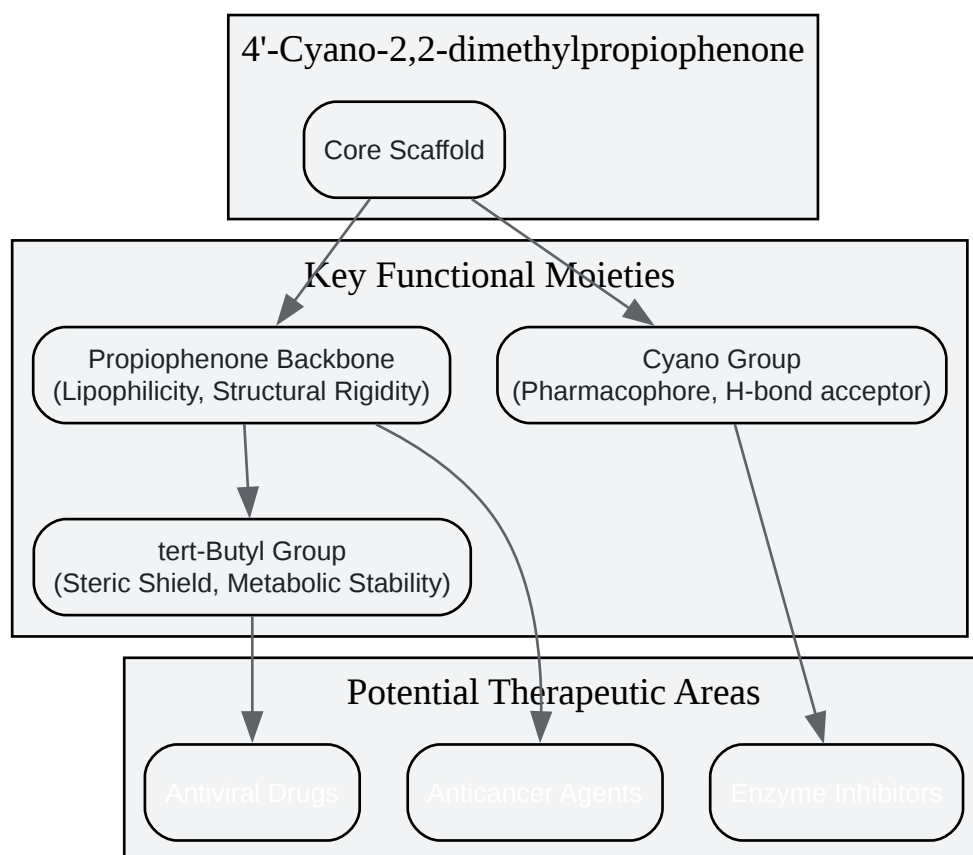 4'-Cyano-2,2-dimethylpropiophenone
Core Scaffold
Key Functional Moieties
Propiophenone Backbone
(Lipophilicity, Structural Rigidity)
Cyano Group
(Pharmacophore, H-bond acceptor)
tert-Butyl Group
(Steric Shield, Metabolic Stability)
Potential Therapeutic Areas
Antiviral Drugs
Anticancer Agents
Enzyme Inhibitors